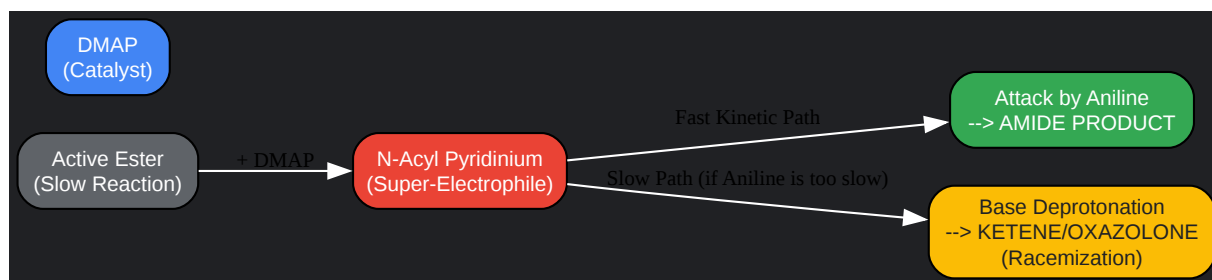 DMAP
(Catalyst)
Active Ester
(Slow Reaction)
+ DMAP
N-Acyl Pyridinium
(Super-Electrophile)
Fast Kinetic Path
Slow Path (if Aniline is too slow)
Attack by Aniline
--> AMIDE PRODUCT
Base Deprotonation
--> KETENE/OXAZOLONE
(Racemization)